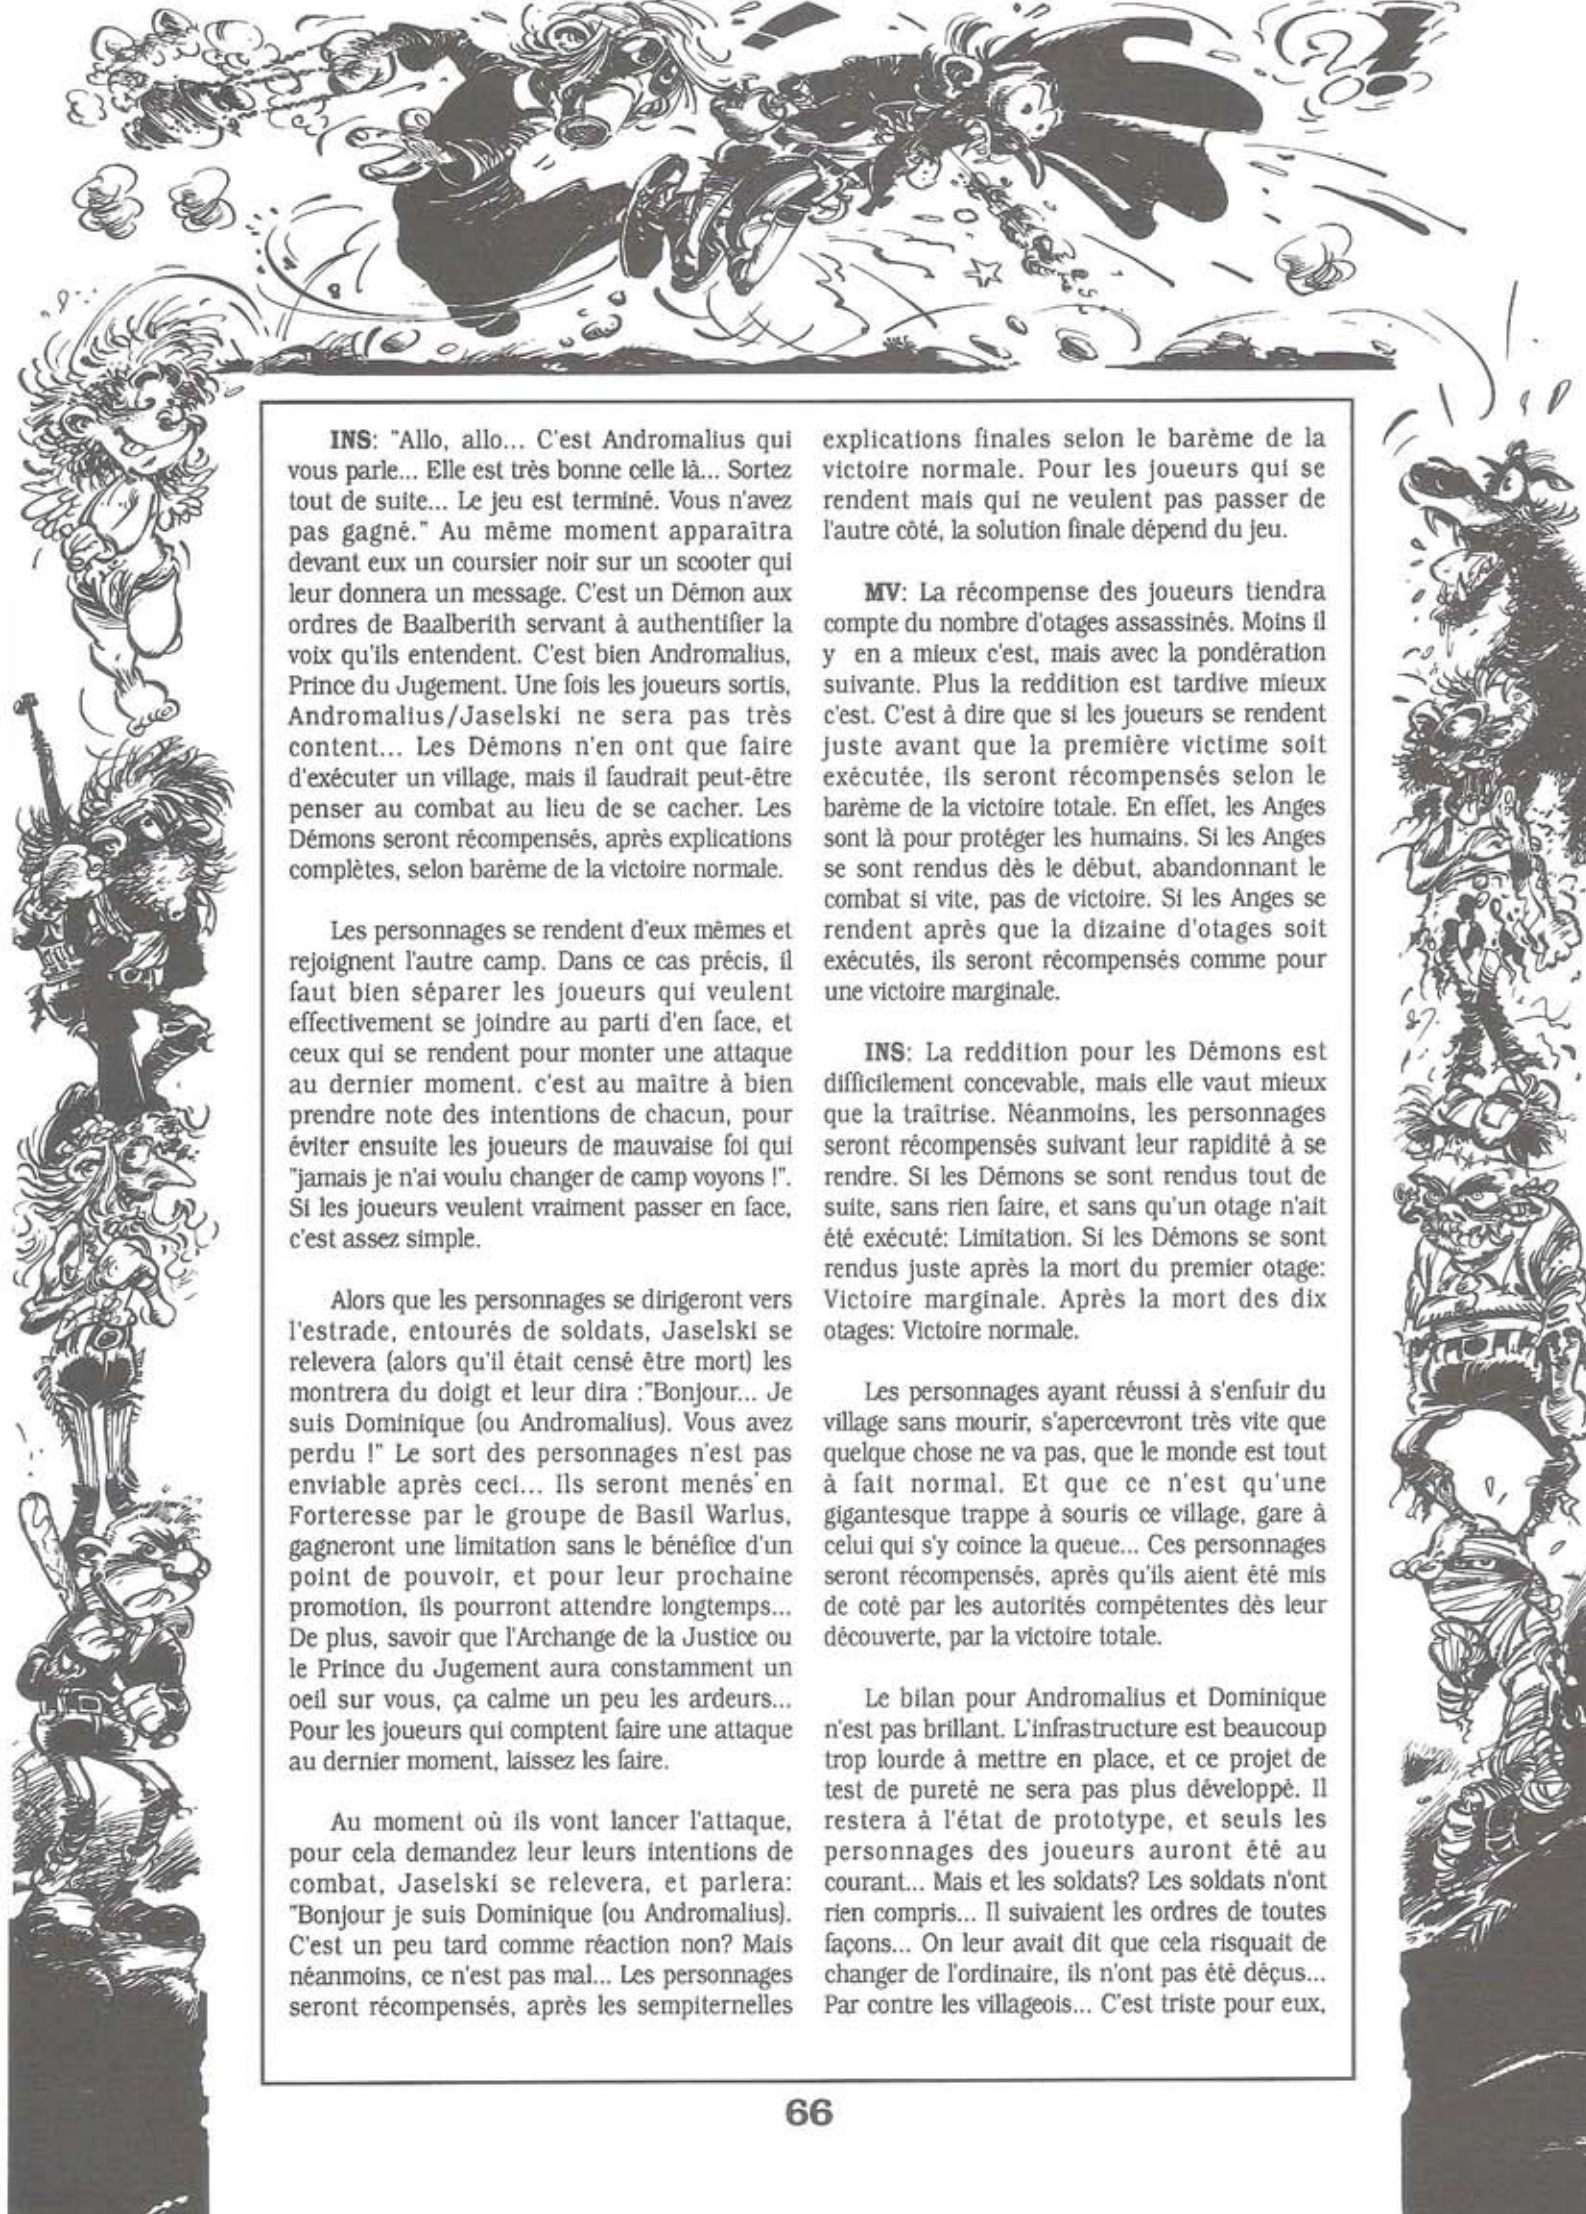 INS: "Allo, allo... C'est Andromalius qui
vous parle... Elle est très bonne celle là... Sortez
tout de suite... Le jeu est terminé. Vous n'avez
pas gagné." Au même moment apparaîtra
devant eux un coursier noir sur un scooter qui
leur donnera un message. C'est un Démon aux
ordres de Baalberith servant à authentifier la
voix qu'ils entendent. C'est bien Andromalius,
Prince du Jugement. Une fois les joueurs sortis,
Andromalius/Jaselski ne sera pas très
content... Les Démons n'en ont que faire
d'exécuter un village, mais il faudrait peut-être
penser au combat au lieu de se cacher. Les
Démons seront récompensés, après explications
complètes, selon barème de la victoire normale.
Les personnages se rendent d'eux mêmes et
rejoignent l'autre camp. Dans ce cas précis, il
faut bien séparer les joueurs qui veulent
effectivement se joindre au parti d'en face, et
ceux qui se rendent pour monter une attaque
au dernier moment. c'est au maître à bien
prendre note des intentions de chacun, pour
éviter ensuite les joueurs de mauvaise foi qui
"jamais je n'ai voulu changer de camp voyons !".
Si les joueurs veulent vraiment passer en face,
c'est assez simple.
Alors que les personnages se dirigeront vers
l'estrade, entourés de soldats, Jaselski se
relevera (alors qu'il était censé être mort) les
montrera du doigt et leur dira :"Bonjour... Je
suis Dominique (ou Andromalius). Vous avez
perdu !" Le sort des personnages n'est pas
enviable après ceci... Ils seront menés en
Forteresse par le groupe de Basil Warlus,
gagneront une limitation sans le bénéfice d'un
point de pouvoir, et pour leur prochaine
promotion, ils pourront attendre longtemps...
De plus, savoir que l'Archange de la Justice ou
le Prince du Jugement aura constamment un
oeil sur vous, ça calme un peu les ardeurs...
Pour les joueurs qui comptent faire une attaque
au dernier moment, laissez les faire.
Au moment où ils vont lancer l'attaque,
pour cela demandez leur leurs intentions de
combat, Jaselski se relevera, et parlera:
"Bonjour je suis Dominique (ou Andromalius).
C'est un peu tard comme réaction non? Mais
néanmoins, ce n'est pas mal... Les personnages
seront récompensés, après les sempiternelles
explications finales selon le barème de la
victoire normale. Pour les joueurs qui se
rendent mais qui ne veulent pas passer de
l'autre côté, la solution finale dépend du jeu.
MV: La récompense des joueurs tiendra
compte du nombre d'otages assassinés. Moins il
y en a mieux c'est, mais avec la pondération
suivante. Plus la reddition est tardive mieux
c'est. C'est à dire que si les joueurs se rendent
juste avant que la première victime soit
exécutée, ils seront récompensés selon le
barème de la victoire totale. En effet, les Anges
sont là pour protéger les humains. Si les Anges
se sont rendus dès le début, abandonnant le
combat si vite, pas de victoire. Si les Anges se
rendent après que la dizaine d'otages soit
exécutés, ils seront récompensés comme pour
une victoire marginale.
INS: La reddition pour les Démons est
difficilement concevable, mais elle vaut mieux
que la traîtrise. Néanmoins, les personnages
seront récompensés suivant leur rapidité à se
rendre. Si les Démons se sont rendus tout de
suite, sans rien faire, et sans qu'un otage n'ait
été exécuté: Limitation. Si les Démons se sont
rendus juste après la mort du premier otage:
Victoire marginale. Après la mort des dix
otages: Victoire normale.
Les personnages ayant réussi à s'enfuir du
village sans mourir, s'apercevront très vite que
quelque chose ne va pas, que le monde est tout
à fait normal. Et que ce n'est qu'une
gigantesque trappe à souris ce village, gare à
celui qui s'y coince la queue... Ces personnages
seront récompensés, après qu'ils aient été mis
de coté par les autorités compétentes dès leur
découverte, par la victoire totale.
Le bilan pour Andromalius et Dominique
n'est pas brillant. L'infrastructure est beaucoup
trop lourde à mettre en place, et ce projet de
test de pureté ne sera pas plus développé. Il
restera à l'état de prototype, et seuls les
personnages des joueurs auront été au
courant... Mais et les soldats? Les soldats n'ont
rien compris... Il suivaient les ordres de toutes
façons... On leur avait dit que cela risquait de
changer de l'ordinaire, ils n'ont pas été déçus...
Par contre les villageois... C'est triste pour eux,
66